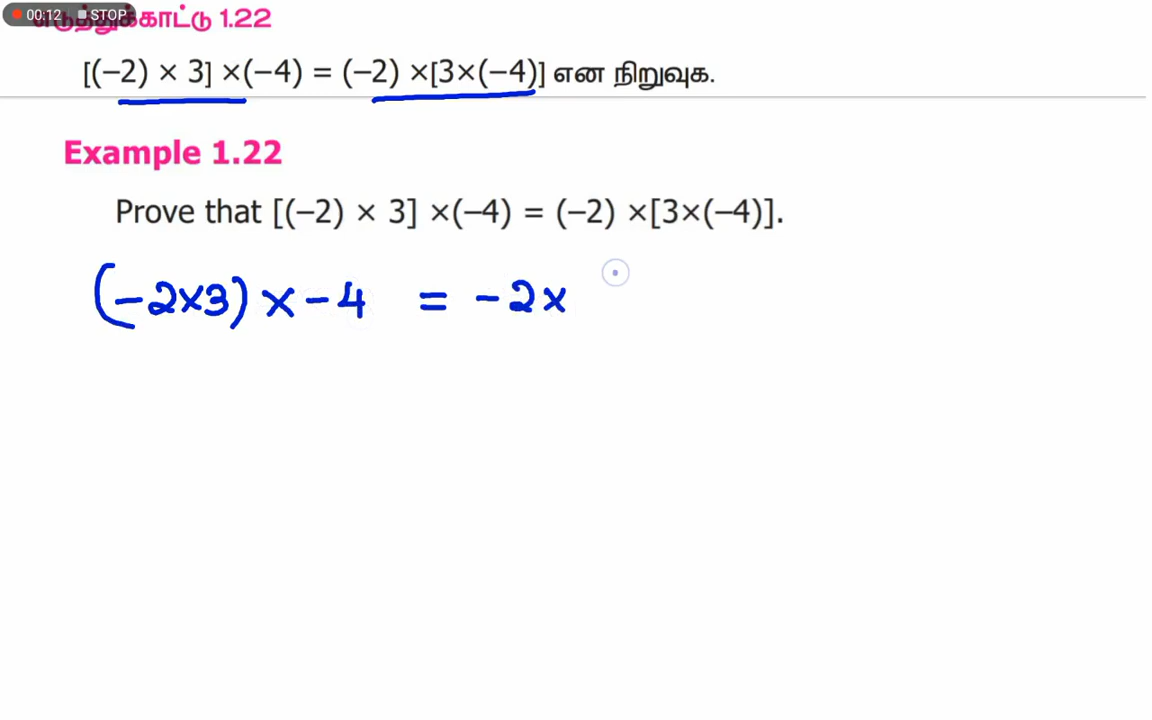 00:12 STOP
எடுத்துக்காட்டு 1.22
[(−2) × 3] ×(−4) = (−2) ×[3×(−4)] என நிறுவுக.
Example 1.22
Prove that [(−2) × 3] ×(−4) = (−2) ×[3×(−4)].
(−2×3) × −4 = −2×